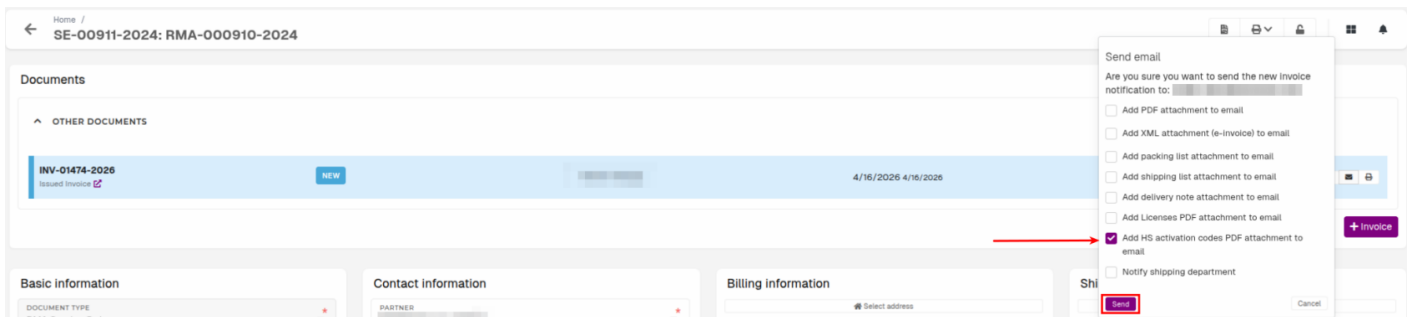 Home /
SE-00911-2024: RMA-000910-2024
Send email
Are you sure you want to send the new invoice
notification to:
Add PDF attachment to email
Add XML attachment (e-invoice) to email
Add packing list attachment to email
Add shipping list attachment to email
Add delivery note attachment to email
Add Licenses PDF attachment to email
Add HS activation codes PDF attachment to
email
Notify shipping department
Send
Cancel
Documents
OTHER DOCUMENTS
INV-01474-2026
Issued Invoice
NEW
4/16/2026 4/16/2026
+ Invoice
Basic information
Contact information
Billing information
Shi
DOCUMENT TYPE
*
PARTNER
*
Select address